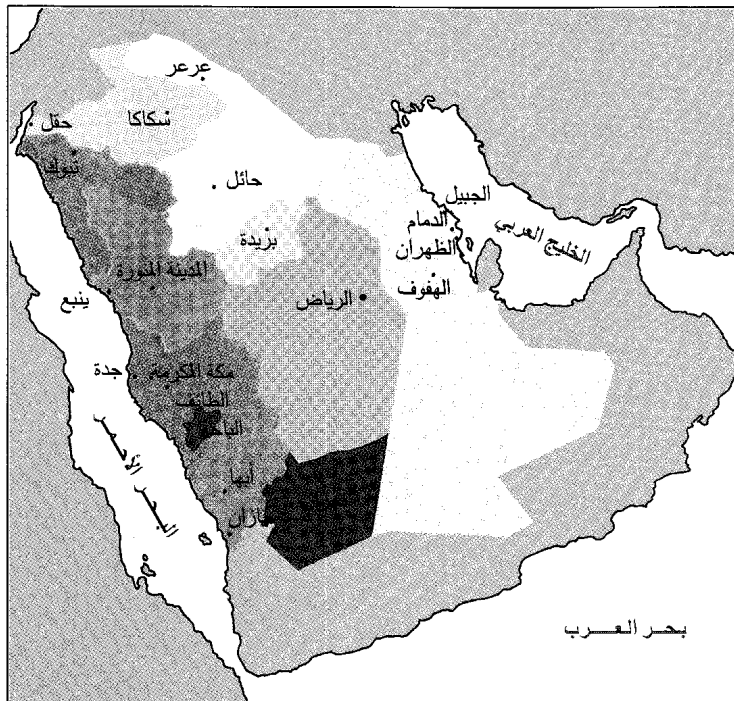 عرعر
سكاكا
حقل
تبوك
حائل
الجبيل
الدمام
الظهران
الخليج العربي
بريدة
الهفوف
المدينة المنورة
ينبع
الرياض
جدة
مكة المكرمة
الطائف
الباحة
أبها
جازان
البحر الأحمر
بحر العرب